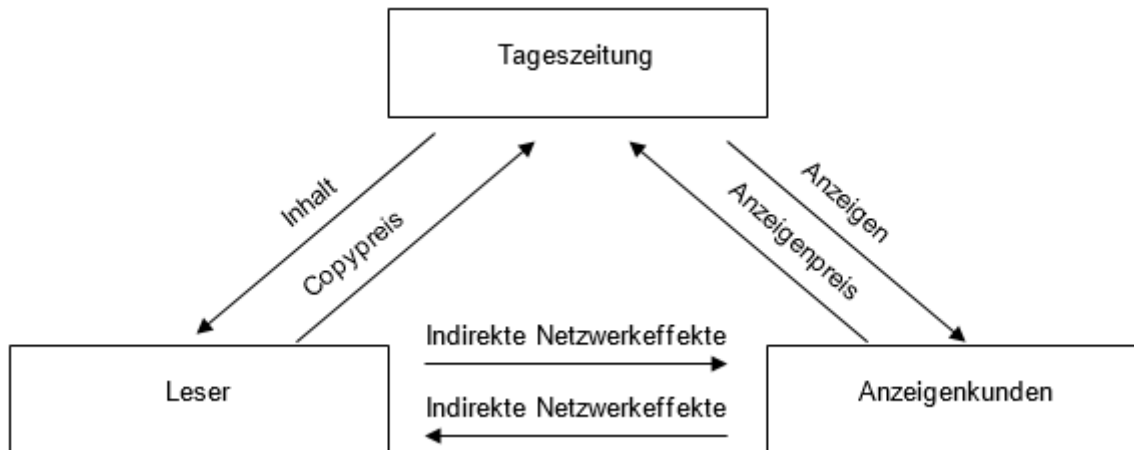 Tageszeitung
Inhalt
Copypreis
Anzeigen
Anzeigenpreis
Indirekte Netzwerkeffekte
Leser
Anzeigenkunden
Indirekte Netzwerkeffekte